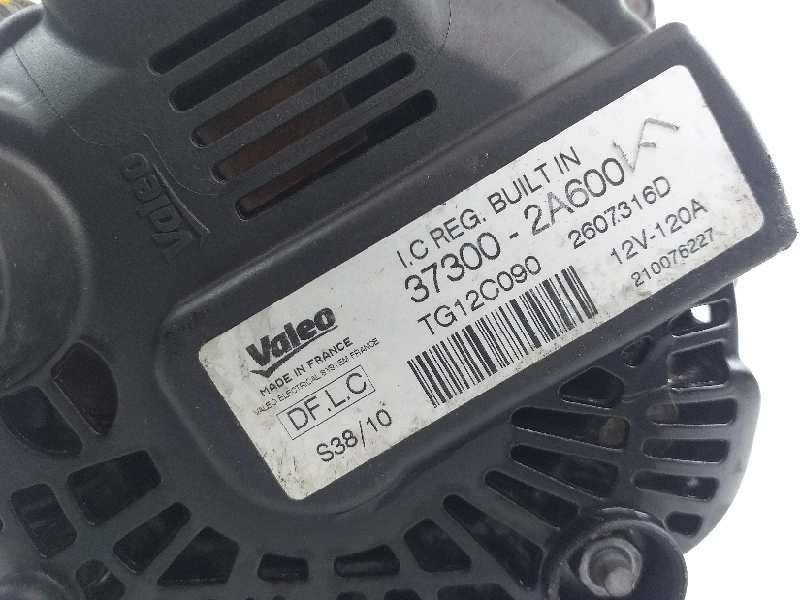 Valeo
I.C REG. BUILT IN
37300 - 2A600
TG12C090 2607316D
12V-120A
210076227
Valeo
MADE IN FRANCE
VALEO ELECTRICAL SYSTEM FRANCE
DF.L.C
S38/10